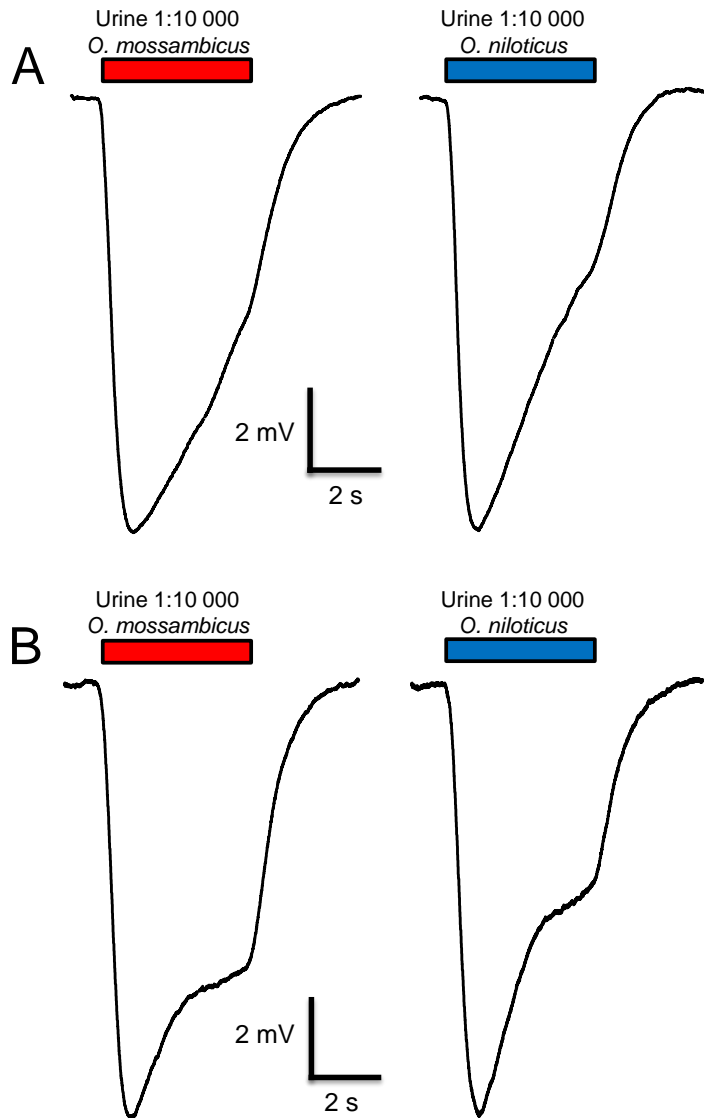 A
Urine 1:10 000
O. mossambicus
Urine 1:10 000
O. niloticus
2 mV
2 s
B
Urine 1:10 000
O. mossambicus
Urine 1:10 000
O. niloticus
2 mV
2 s